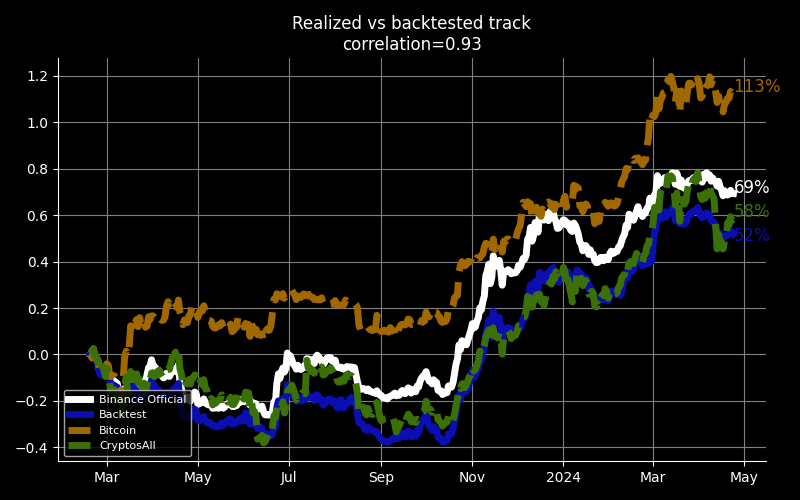 Realized vs backtested track
correlation=0.93
1.2
1.0
0.8
0.6
0.4
0.2
0.0
−0.2
−0.4
113%
69%
58%
52%
Binance Official
Backtest
Bitcoin
CryptosAll
Mar May Jul Sep Nov 2024 Mar May